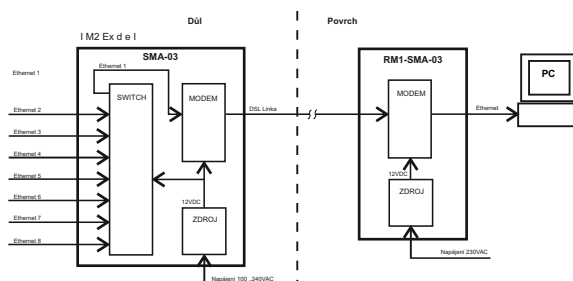 Důl
Povrch
I M2 Ex d e I
SMA-03
Ethernet 1
Ethernet 1
SWITCH
MODEM
DSL Linka
Ethernet 2
Ethernet 3
Ethernet 4
Ethernet 5
Ethernet 6
Ethernet 7
Ethernet 8
12VDC
ZDROJ
Napájení 100 ..240VAC
RM1-SMA-03
MODEM
Ethernet
PC
12VDC
ZDROJ
Napájení 230VAC